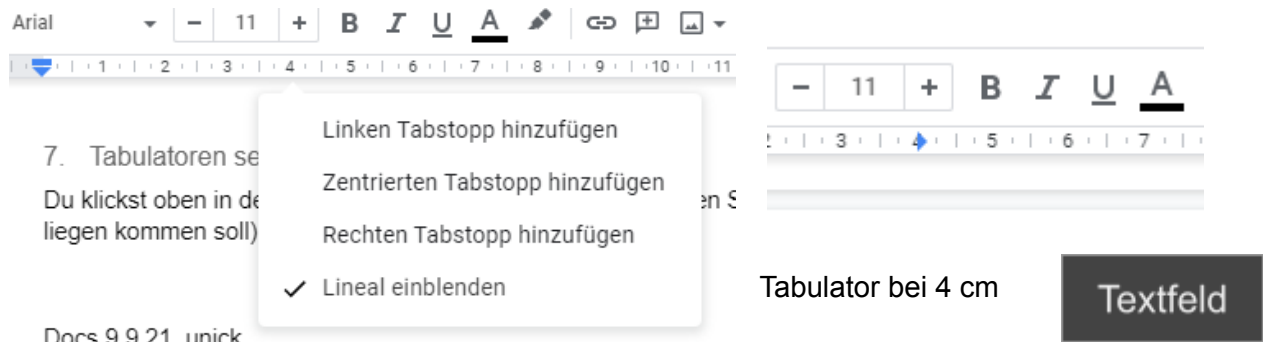 Arial
− 11 + B I U A
1 2 3 4 5 6 7 8 9 10 11
Linken Tabstopp hinzufügen
Zentrierten Tabstopp hinzufügen
Rechten Tabstopp hinzufügen
Lineal einblenden
7. Tabulatoren se
Du klickst oben in de
liegen kommen soll)
Docs 9.9.21 unick
− 11 + B I U A
2 3 4 5 6 7
Tabulator bei 4 cm
Textfeld